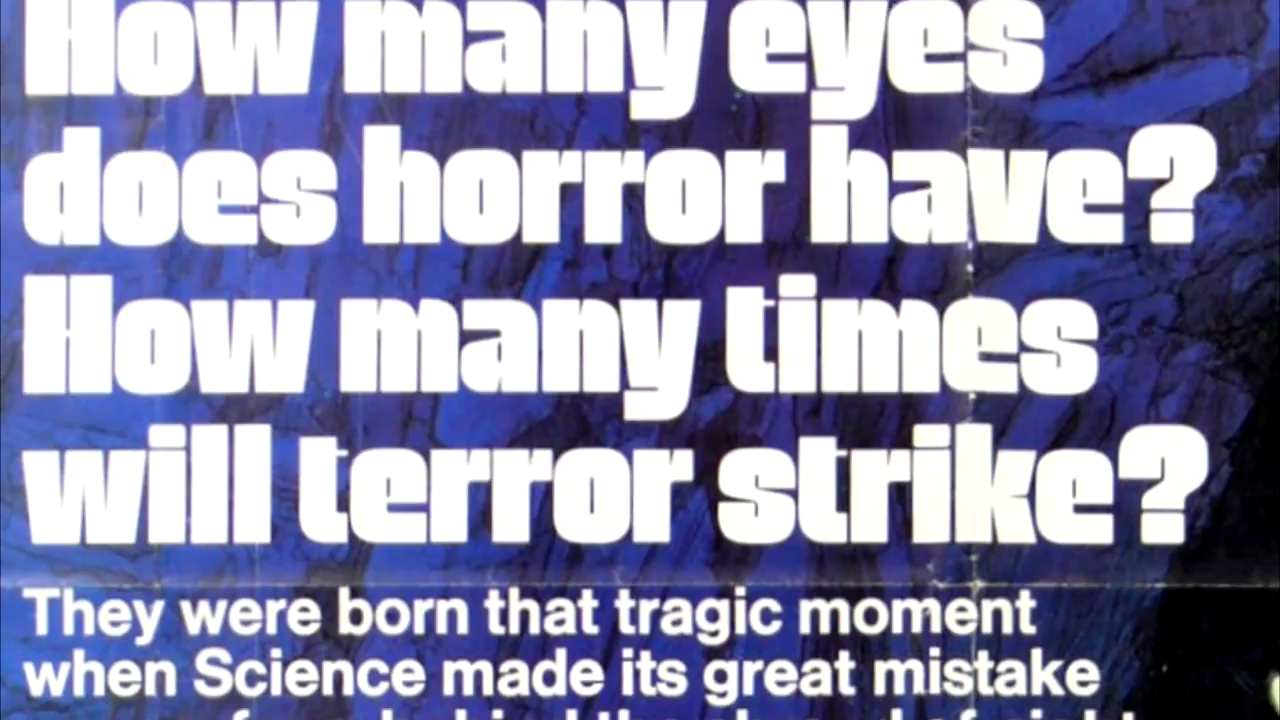 How many eyes
does horror have?
How many times
will terror strike?
They were born that tragic moment
when Science made its great mistake